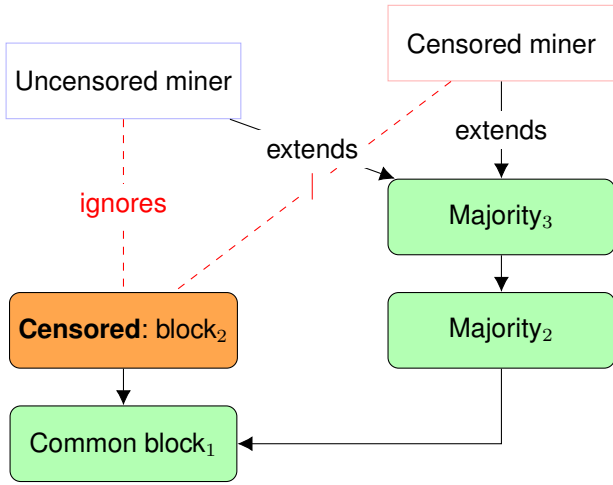 Censored miner
Uncensored miner
extends
extends
ignores
|
Majority₃
Censored: block₂
Majority₂
Common block₁